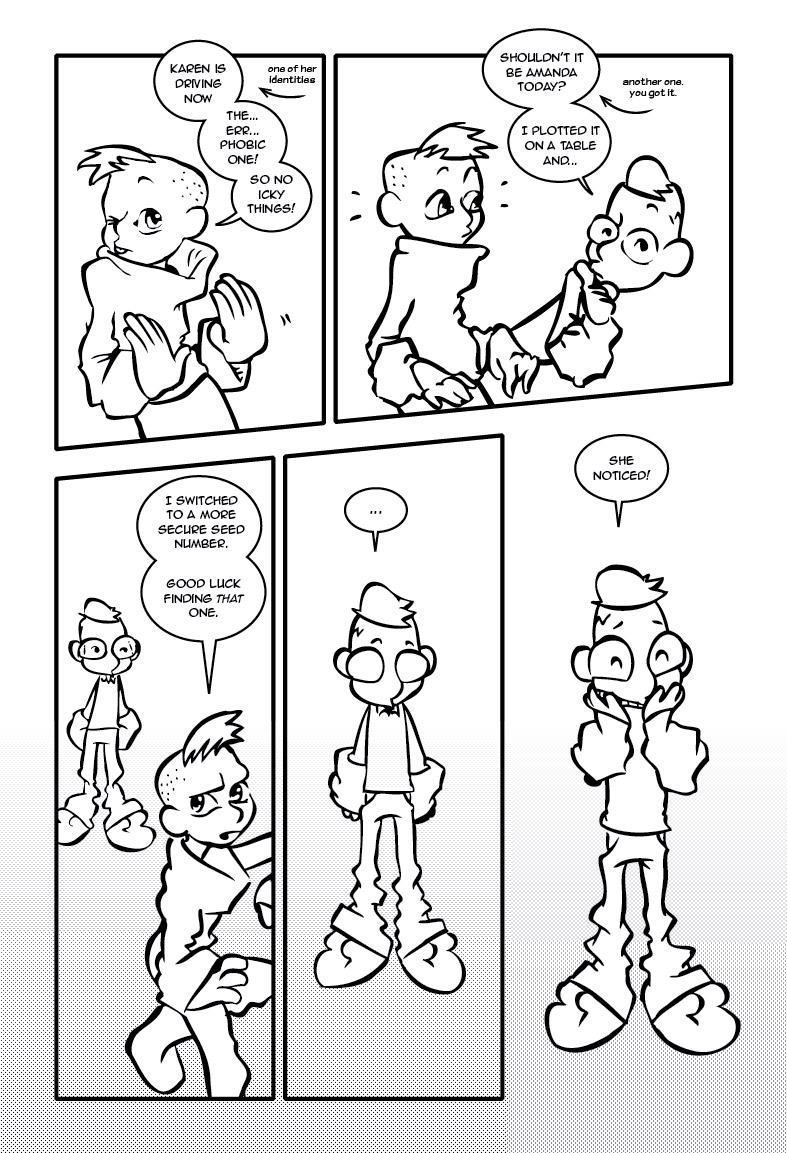 KAREN IS
DRIVING
NOW
one of her
identities
THE...
ERR...
PHOBIC
ONE!
SO NO
ICKY
THINGS!
SHOULDN'T IT
BE AMANDA
TODAY?
another one.
you got it.
I PLOTTED IT
ON A TABLE
AND...
I SWITCHED
TO A MORE
SECURE SEED
NUMBER.
GOOD LUCK
FINDING THAT
ONE.
...
SHE
NOTICED!